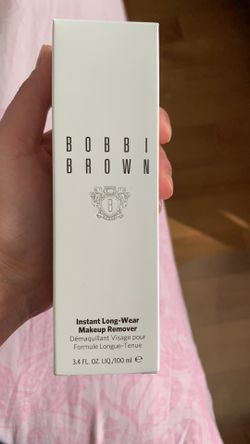 BOBBI
BROWN
B
Instant Long-Wear
Makeup Remover
Démaquillant Visage pour
Formule Longue-Tenue
3.4 FL. OZ. LIQ./100 ml ℮